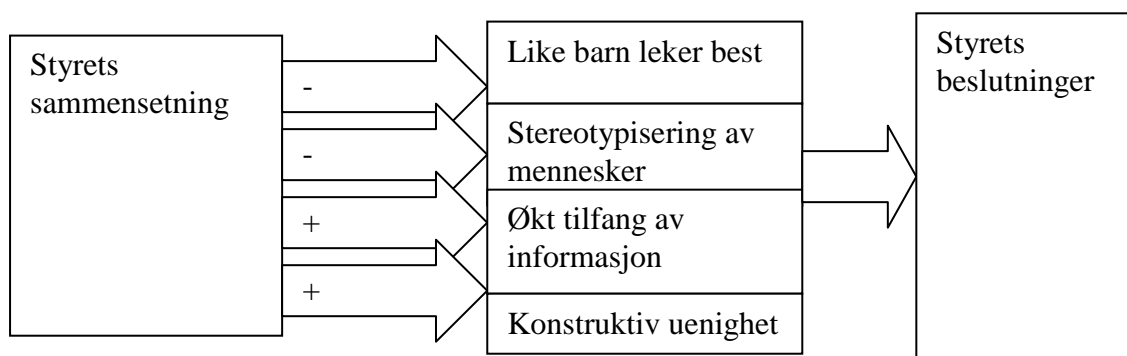 Styrets
sammensetning
-
-
+
+
Like barn leker best
Stereotypisering av
mennesker
Økt tilfang av
informasjon
Konstruktiv uenighet
Styrets
beslutninger